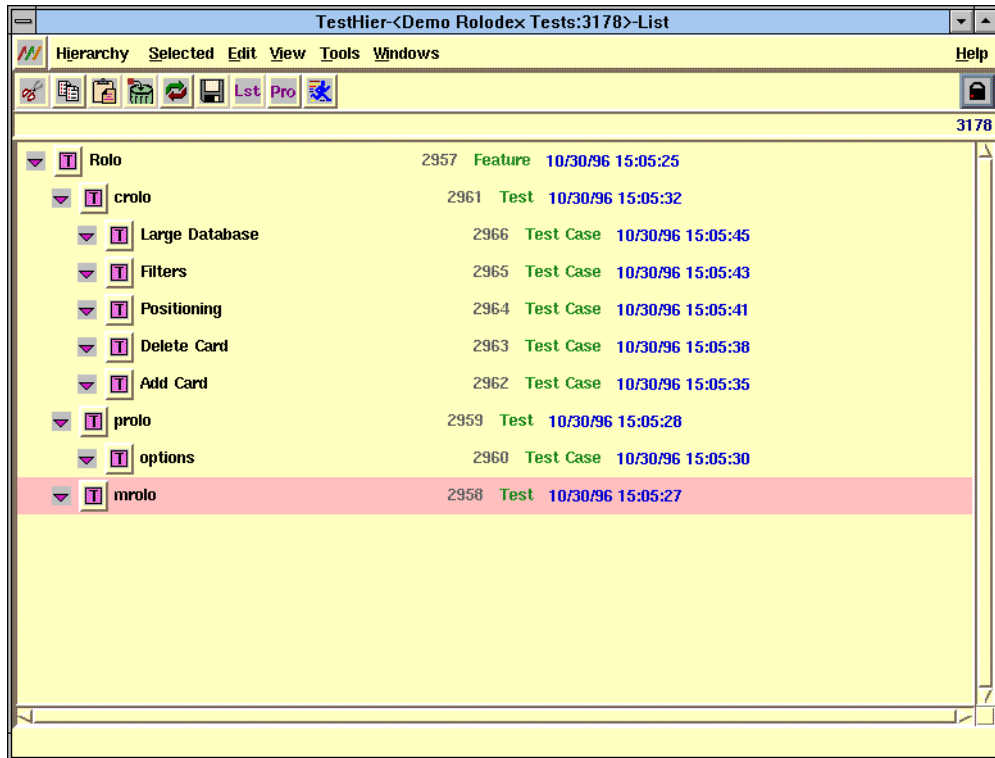 TestHier-<Demo Rolodex Tests:3178>-List
Hierarchy Selected Edit View Tools Windows Help
Lst Pro
3178
T Rolo 2957 Feature 10/30/96 15:05:25
T crolo 2961 Test 10/30/96 15:05:32
T Large Database 2966 Test Case 10/30/96 15:05:45
T Filters 2965 Test Case 10/30/96 15:05:43
T Positioning 2964 Test Case 10/30/96 15:05:41
T Delete Card 2963 Test Case 10/30/96 15:05:38
T Add Card 2962 Test Case 10/30/96 15:05:35
T prolo 2959 Test 10/30/96 15:05:28
T options 2960 Test Case 10/30/96 15:05:30
T mrolo 2958 Test 10/30/96 15:05:27